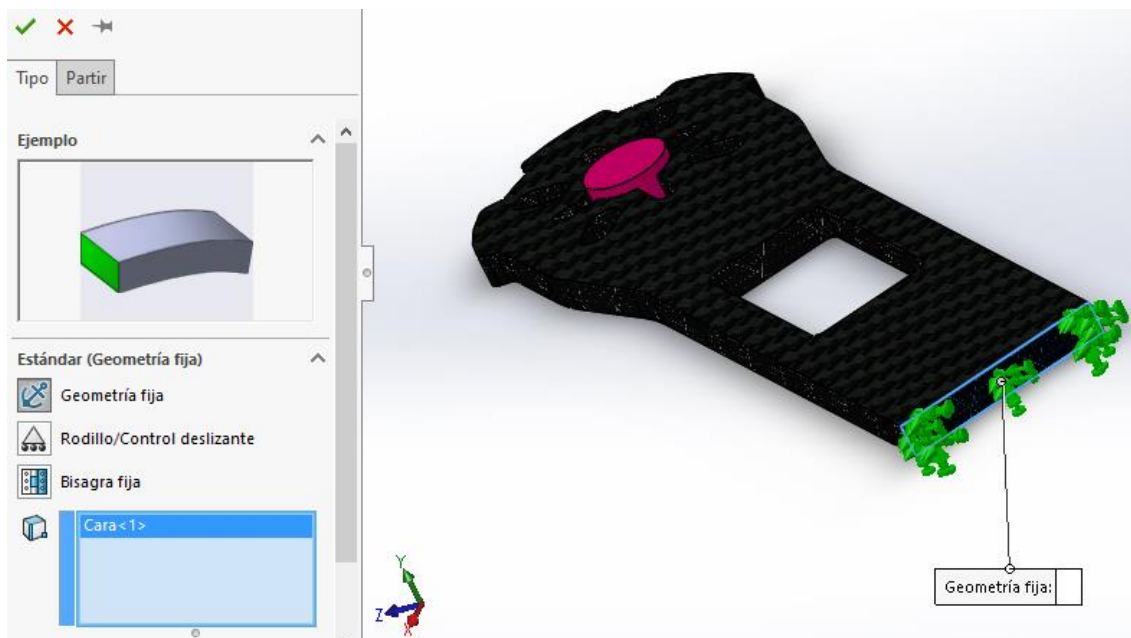 Tipo
Partir
Ejemplo
Estándar (Geometría fija)
Geometría fija
Rodillo/Control deslizante
Bisagra fija
Cara<1>
Y
Z
X
Geometría fija: